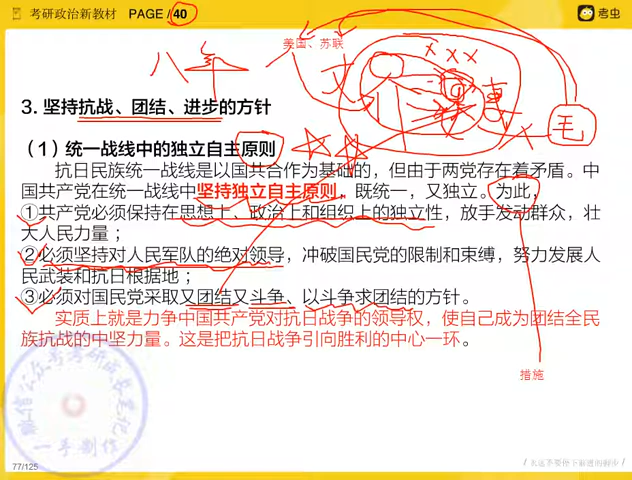 考研政治新教材 PAGE / 40
考虫
美国、苏联
八年
毛
3. 坚持抗战、团结、进步的方针
（1）统一战线中的独立自主原则
抗日民族统一战线是以国共合作为基础的，但由于两党存在着矛盾。中
国共产党在统一战线中坚持独立自主原则，既统一，又独立。为此，
①共产党必须保持在思想上、政治上和组织上的独立性，放手发动群众，壮
大人民力量；
②必须坚持对人民军队的绝对领导，冲破国民党的限制和束缚，努力发展人
民武装和抗日根据地；
③必须对国民党采取又团结又斗争、以斗争求团结的方针。
实质上就是力争中国共产党对抗日战争的领导权，使自己成为团结全民
族抗战的中坚力量。这是把抗日战争引向胜利的中心一环。
措施
一手制作
77/125